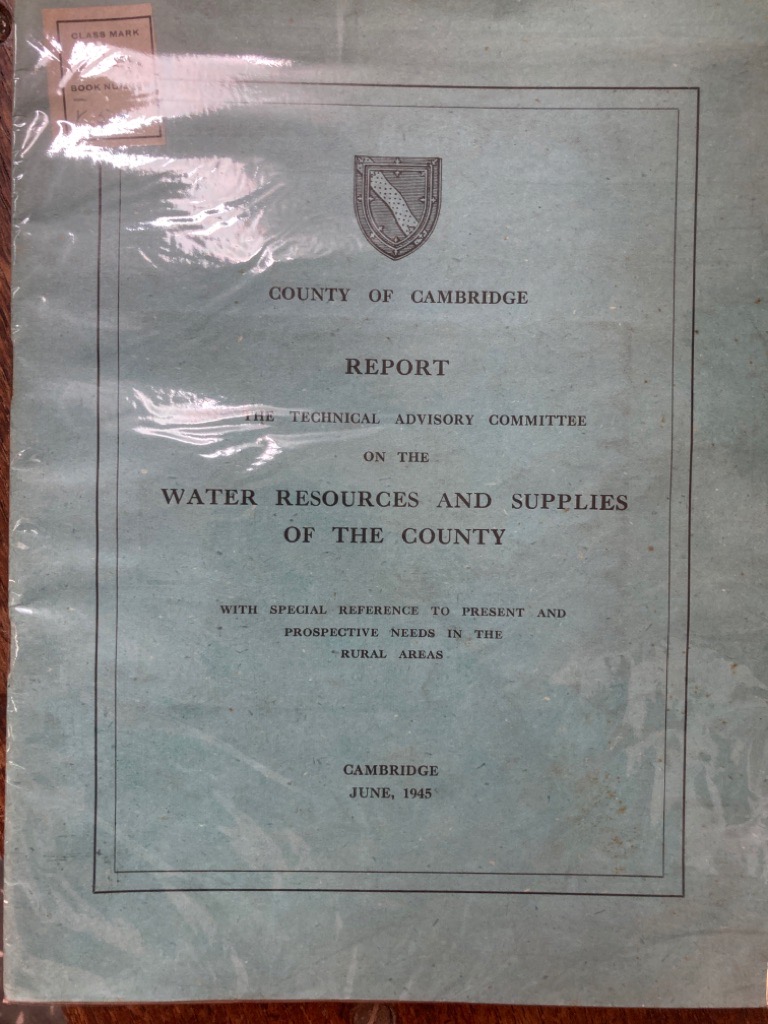 CLASS MARK
BOOK
COUNTY OF CAMBRIDGE
REPORT
THE TECHNICAL ADVISORY COMMITTEE
ON THE
WATER RESOURCES AND SUPPLIES
OF THE COUNTY
WITH SPECIAL REFERENCE TO PRESENT AND
PROSPECTIVE NEEDS IN THE
RURAL AREAS
CAMBRIDGE
JUNE, 1945